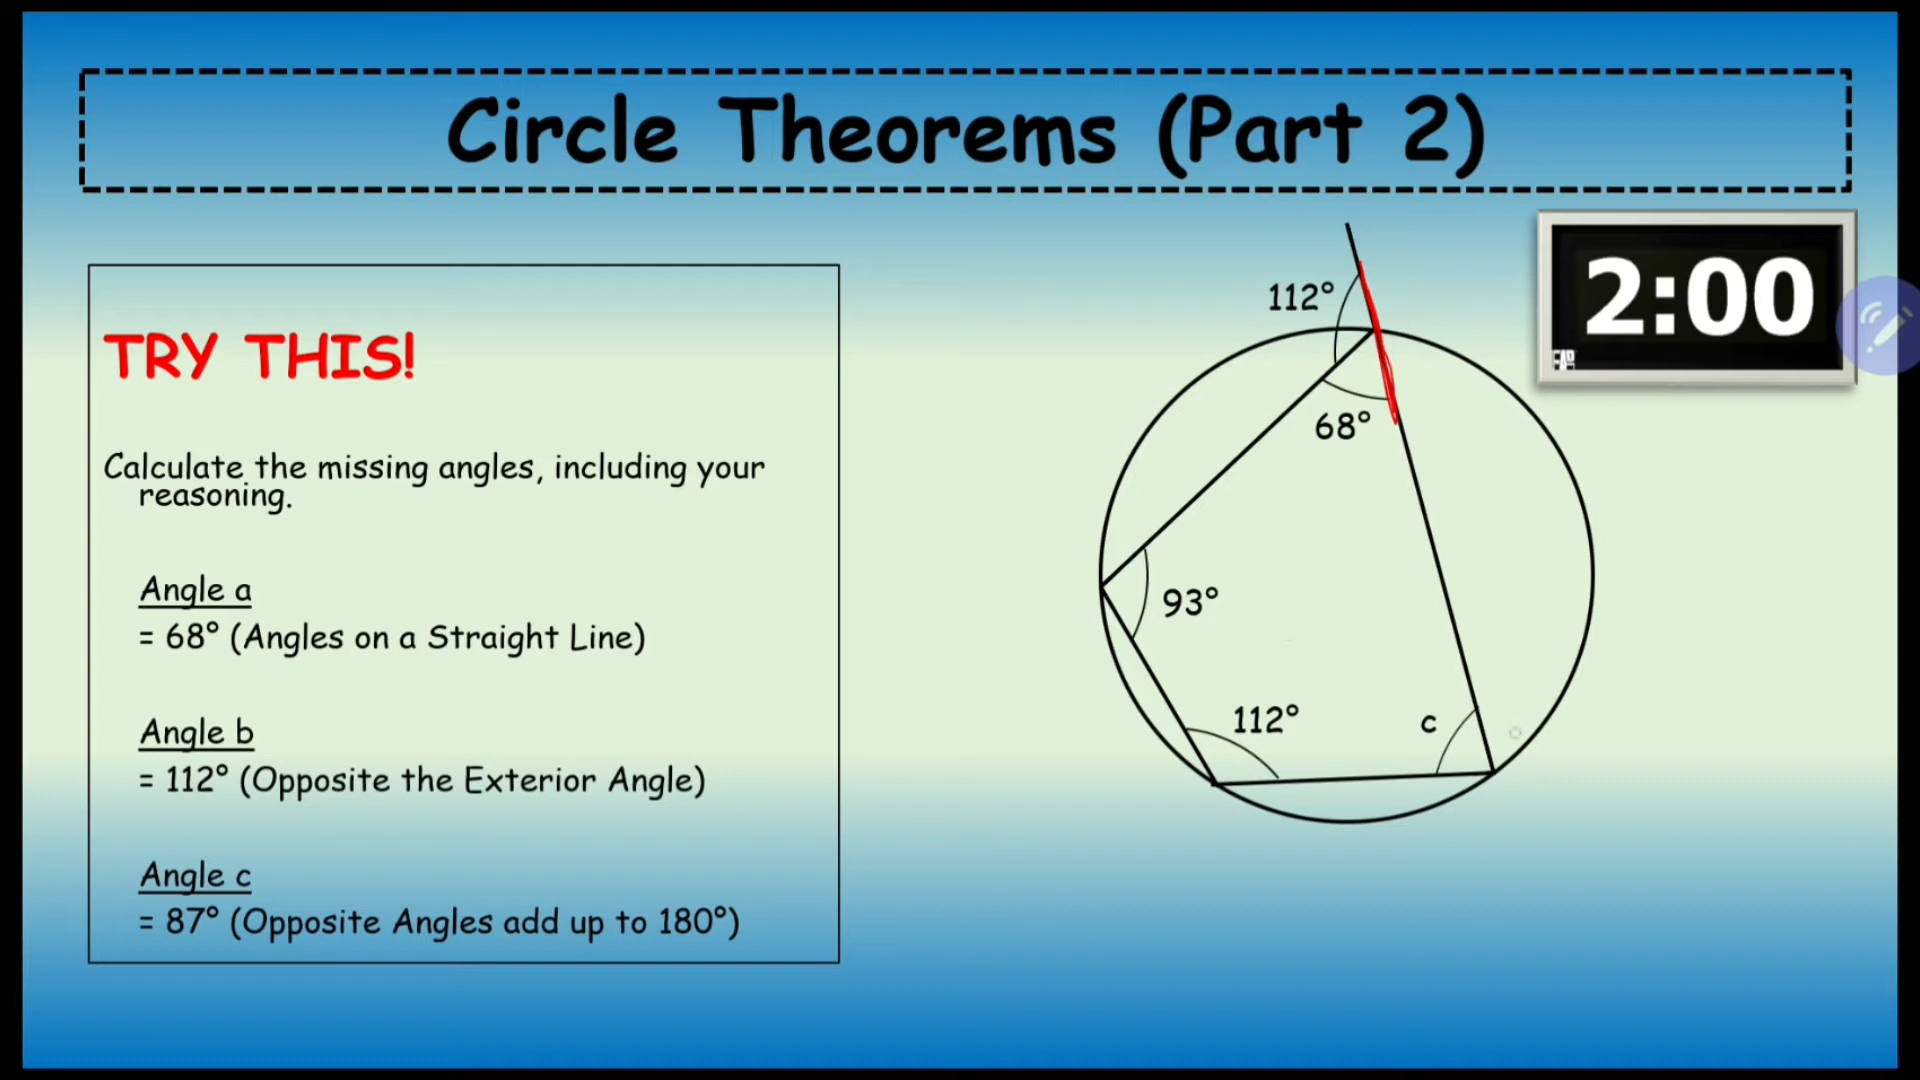 Circle Theorems (Part 2)
2:00
TRY THIS!
Calculate the missing angles, including your
reasoning.
Angle a
= 68° (Angles on a Straight Line)
Angle b
= 112° (Opposite the Exterior Angle)
Angle c
= 87° (Opposite Angles add up to 180°)
112°
68°
93°
112°
c